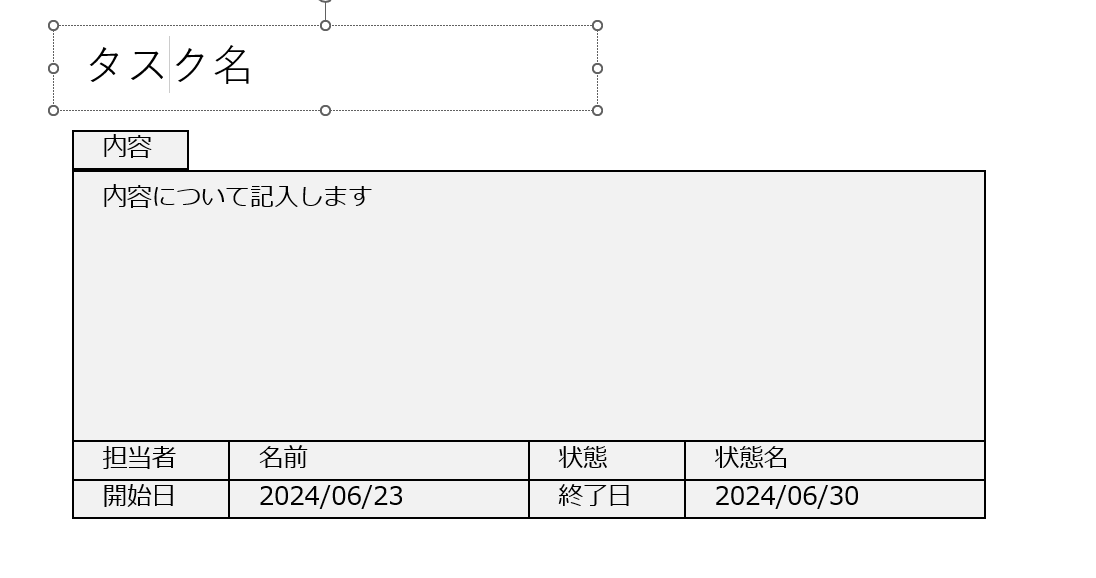 タスク名
内容
内容について記入します
担当者 名前 状態 状態名
開始日 2024/06/23 終了日 2024/06/30